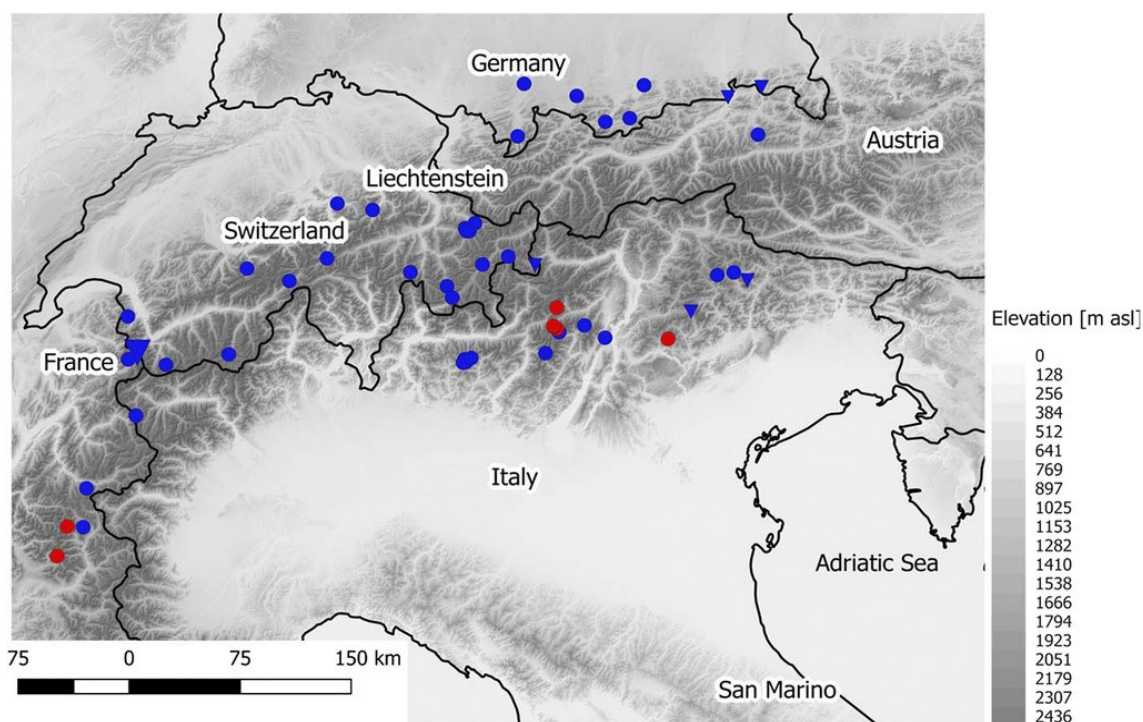 Germany
Austria
Liechtenstein
Switzerland
France
Italy
Adriatic Sea
San Marino
75 0 75 150 km
Elevation [m asl]
0
128
256
384
512
641
769
897
1025
1153
1282
1410
1538
1666
1794
1923
2051
2179
2307
2436